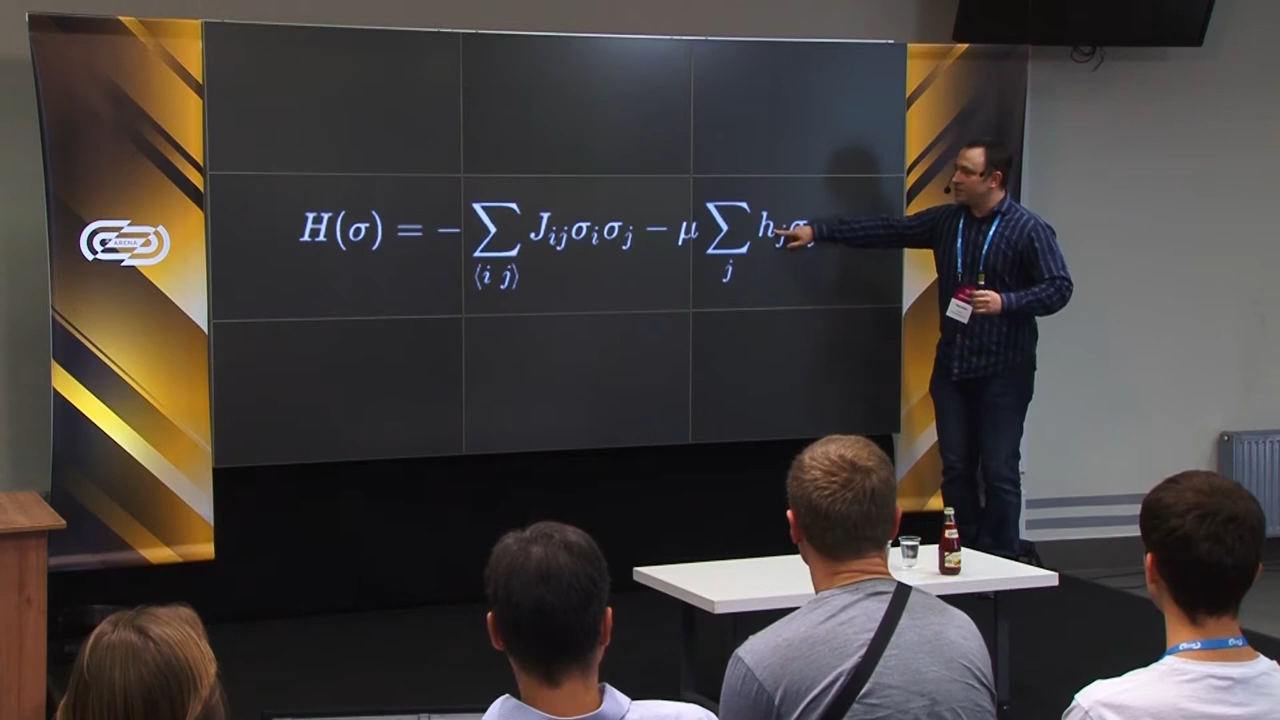 ARENA
H(σ) = − ∑⟨i j⟩ J_ij σ_i σ_j − μ ∑_j h_j σ_j